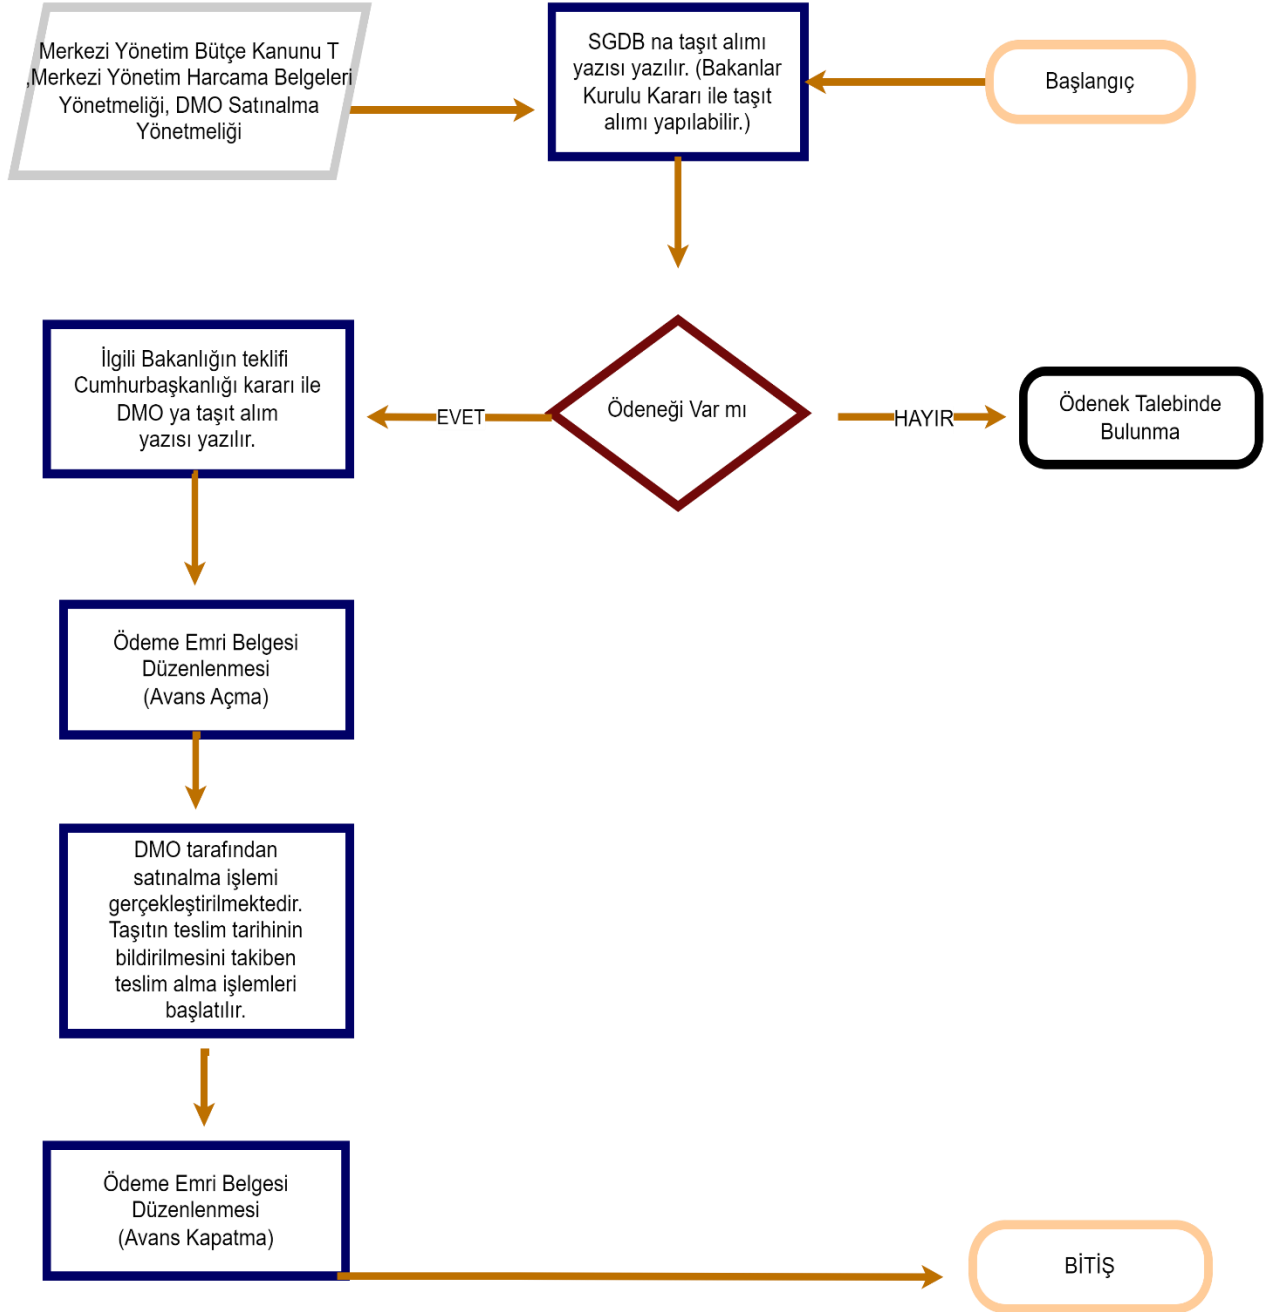 Merkezi Yönetim Bütçe Kanunu T
,Merkezi Yönetim Harcama Belgeleri
Yönetmeliği, DMO Satınalma
Yönetmeliği
SGDB na taşıt alımı
yazısı yazılır. (Bakanlar
Kurulu Kararı ile taşıt
alımı yapılabilir.)
Başlangıç
İlgili Bakanlığın teklifi
Cumhurbaşkanlığı kararı ile
DMO ya taşıt alım
yazısı yazılır.
EVET
Ödeneği Var mı
HAYIR
Ödenek Talebinde
Bulunma
Ödeme Emri Belgesi
Düzenlenmesi
(Avans Açma)
DMO tarafından
satınalma işlemi
gerçekleştirilmektedir.
Taşıtın teslim tarihinin
bildirilmesini takiben
teslim alma işlemleri
başlatılır.
Ödeme Emri Belgesi
Düzenlenmesi
(Avans Kapatma)
BİTİŞ